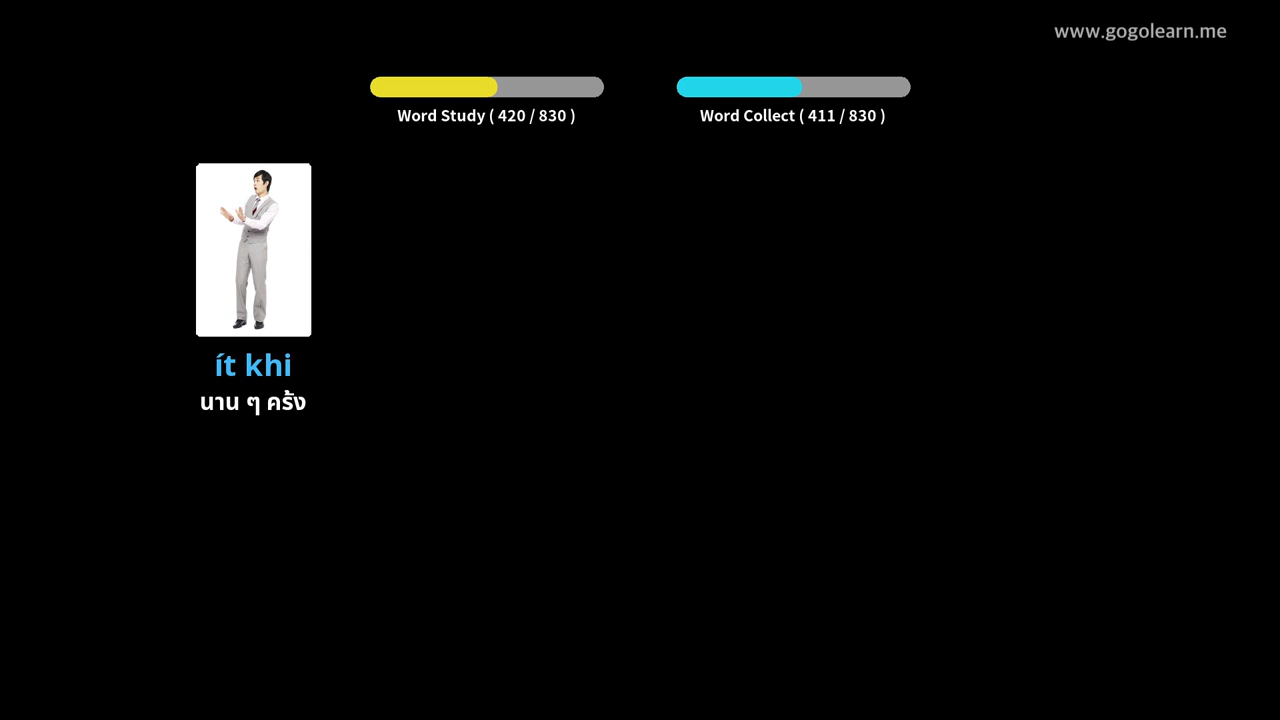 www.gogolearn.me
Word Study ( 420 / 830 )
Word Collect ( 411 / 830 )
ít khi
นาน ๆ ครั้ง